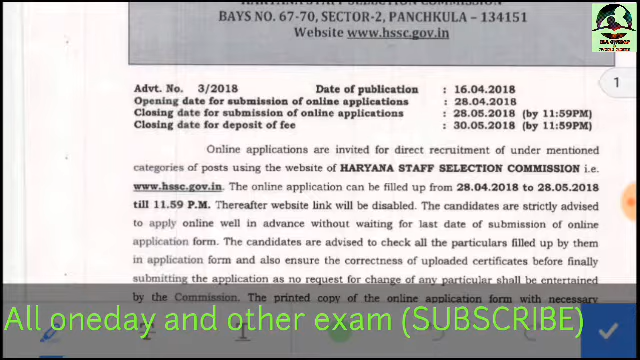 HARYANA STAFF SELECTION COMMISSION
BAYS NO. 67-70, SECTOR-2, PANCHKULA – 134151
Website www.hssc.gov.in
1
Advt. No. 3/2018 Date of publication : 16.04.2018
Opening date for submission of online applications : 28.04.2018
Closing date for submission of online applications : 28.05.2018 (by 11:59PM)
Closing date for deposit of fee : 30.05.2018 (by 11:59PM)
Online applications are invited for direct recruitment of under mentioned
categories of posts using the website of HARYANA STAFF SELECTION COMMISSION i.e.
www.hssc.gov.in. The online application can be filled up from 28.04.2018 to 28.05.2018
till 11.59 P.M. Thereafter website link will be disabled. The candidates are strictly advised
to apply online well in advance without waiting for last date of submission of online
application form. The candidates are advised to check all the particulars filled up by them
in application form and also ensure the correctness of uploaded certificates before finally
submitting the application as no request for change of any particular shall be entertained
by the Commission. The printed copy of the online application form with necessary
All oneday and other exam (SUBSCRIBE)